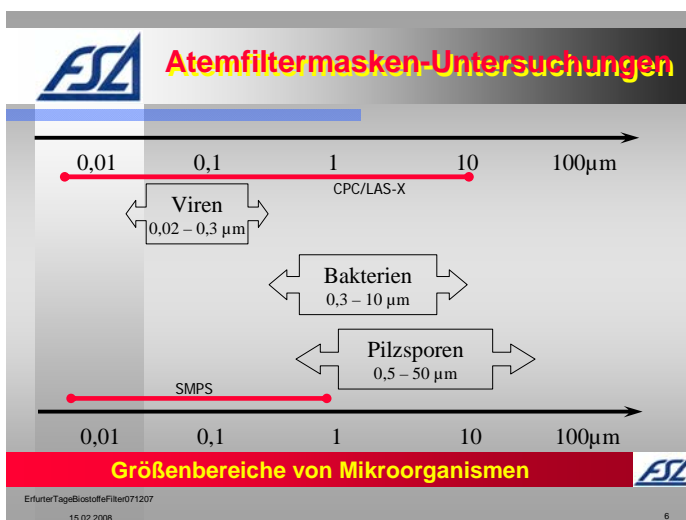 FSA
Atemfiltermasken-Untersuchungen
0,01 0,1 1 10 100µm
CPC/LAS-X
Viren
0,02 – 0,3 µm
Bakterien
0,3 – 10 µm
Pilzsporen
0,5 – 50 µm
SMPS
0,01 0,1 1 10 100µm
Größenbereiche von Mikroorganismen
FSA
ErfurterTageBiostoffeFilter071207
15.02.2008
6